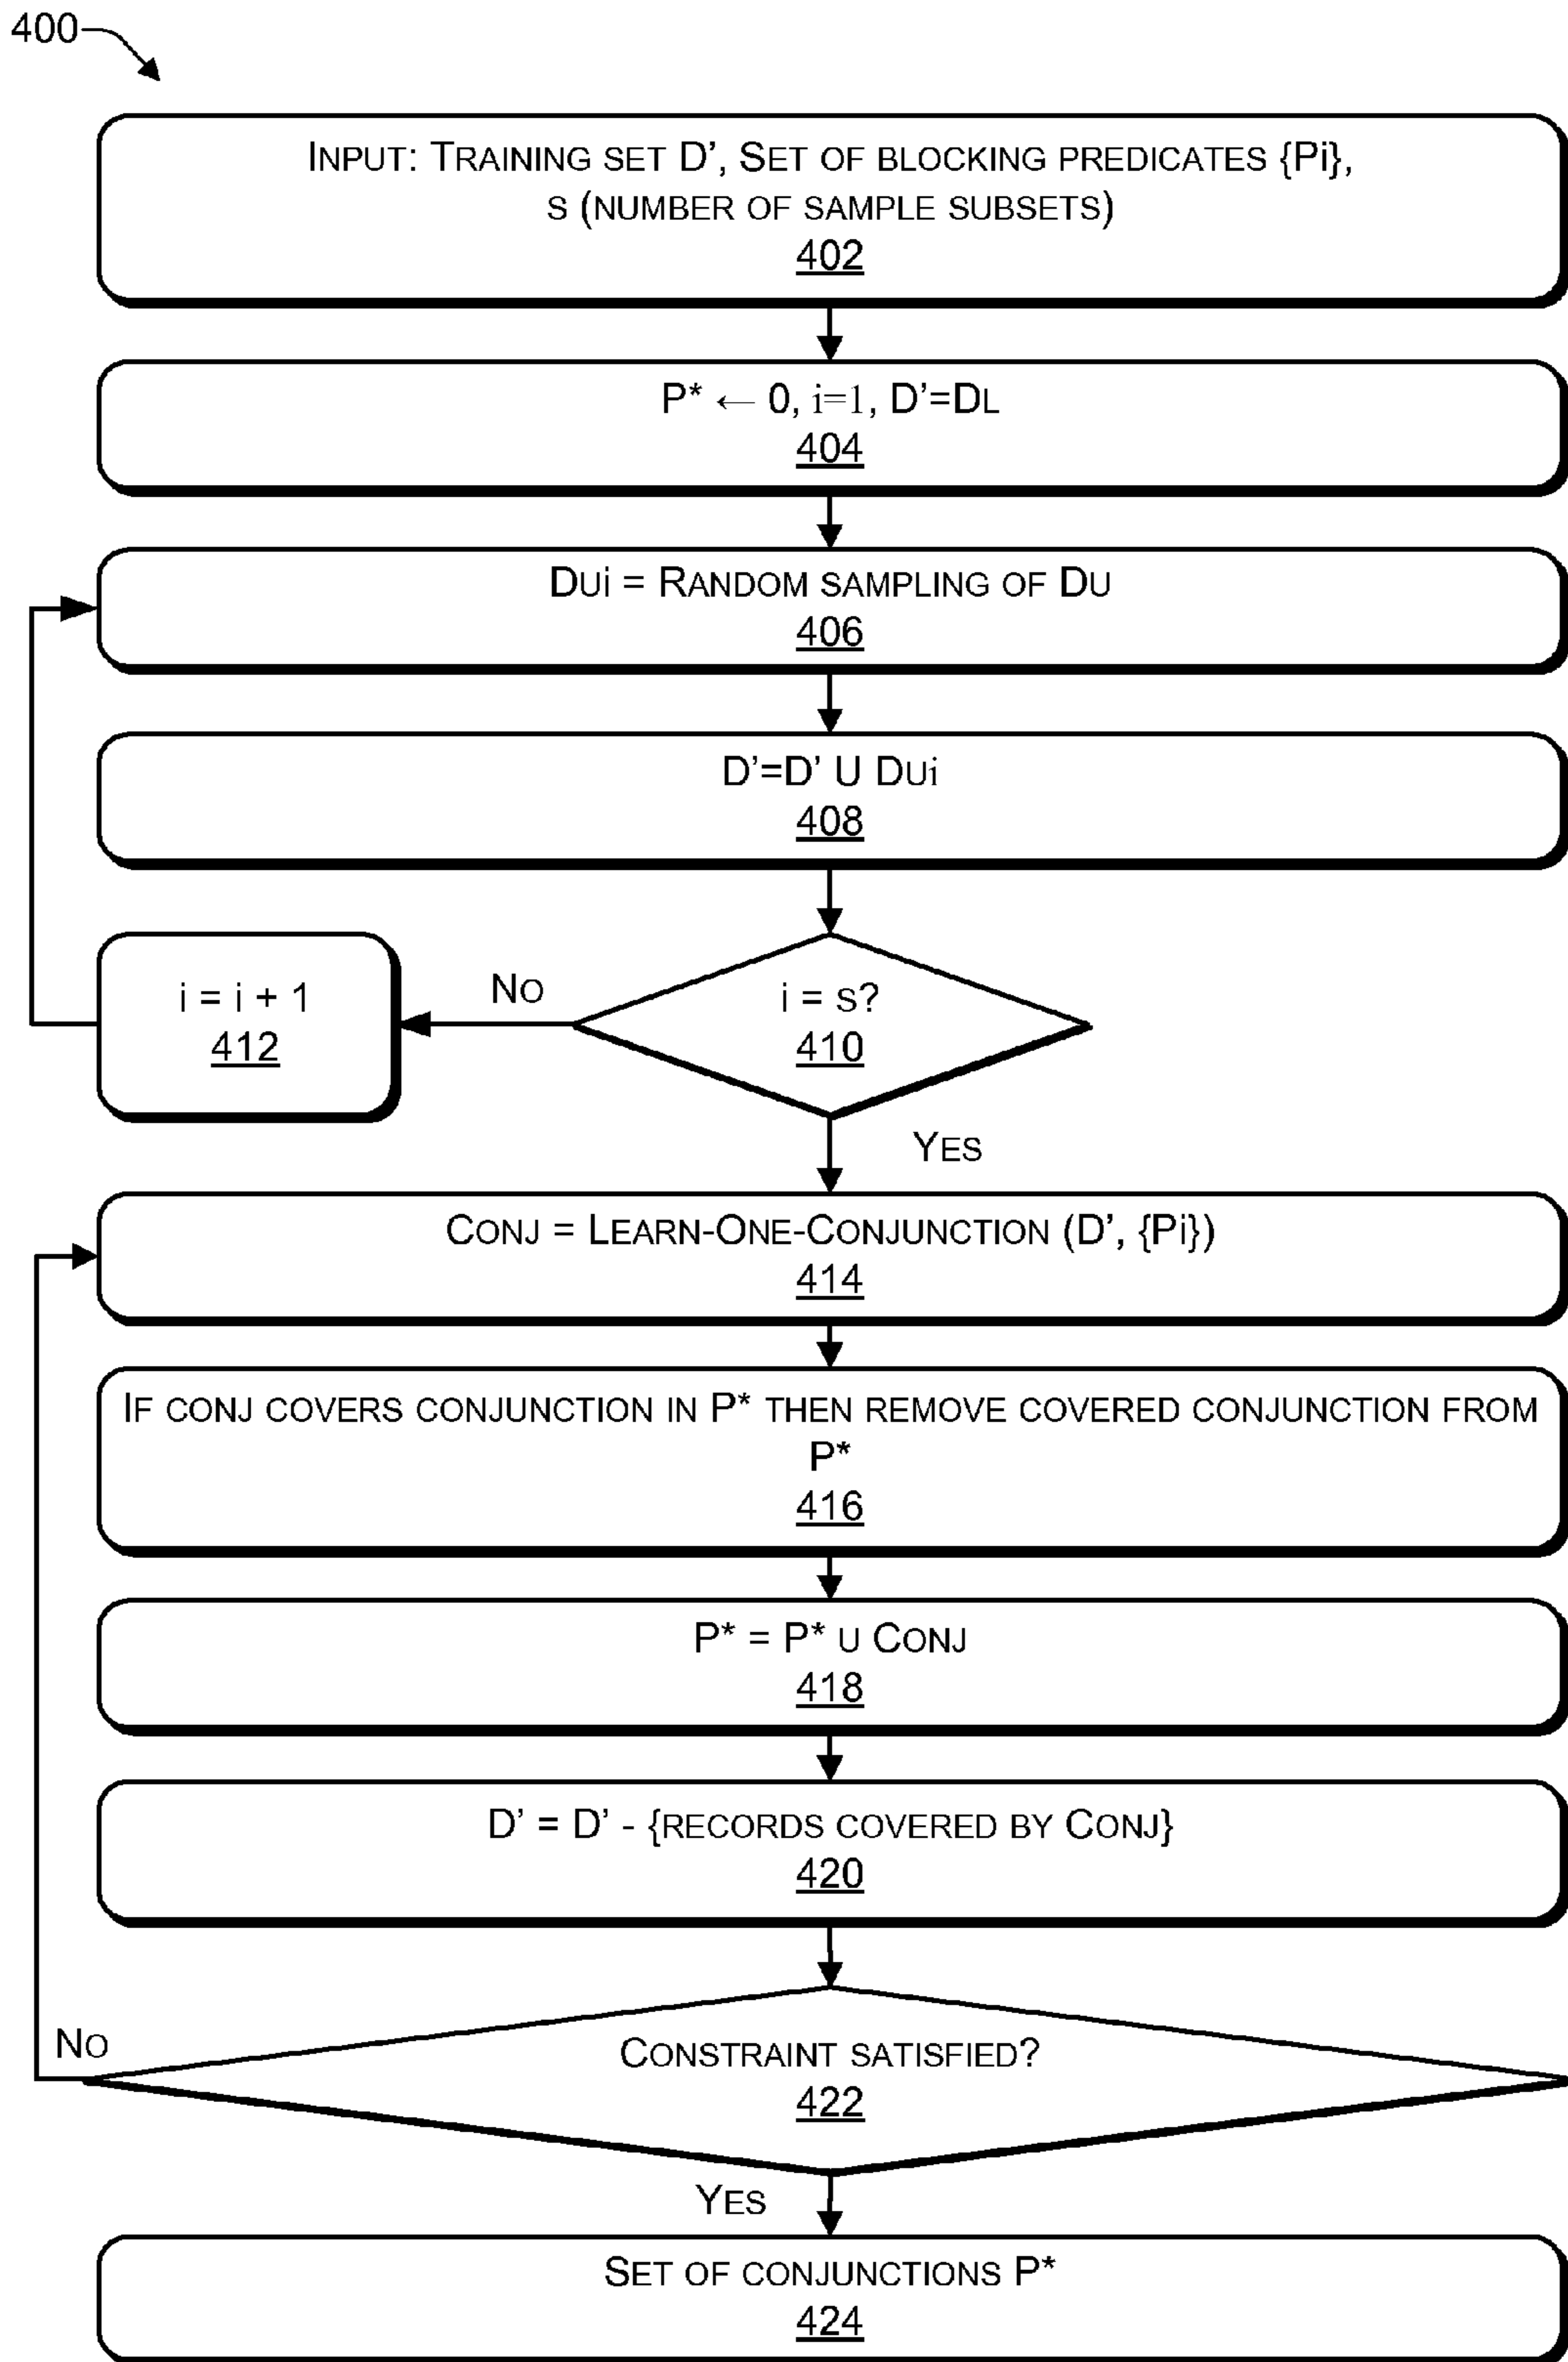 400
INPUT: TRAINING SET D', SET OF BLOCKING PREDICATES {Pi},
S (NUMBER OF SAMPLE SUBSETS)
402
P* ← 0, i=1, D'=DL
404
DUi = RANDOM SAMPLING OF DU
406
D'=D' U DUi
408
i = S?
410
NO
i = i + 1
412
YES
CONJ = LEARN-ONE-CONJUNCTION (D', {Pi})
414
IF CONJ COVERS CONJUNCTION IN P* THEN REMOVE COVERED CONJUNCTION FROM
P*
416
P* = P* U CONJ
418
D' = D' - {RECORDS COVERED BY CONJ}
420
NO
CONSTRAINT SATISFIED?
422
YES
SET OF CONJUNCTIONS P*
424